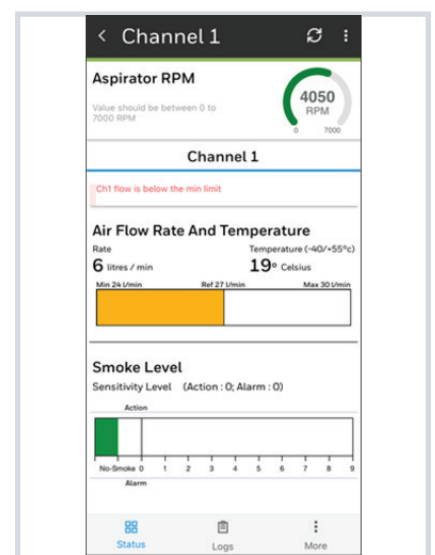 Channel 1
Aspirator RPM
Value should be between 0 to
7000 RPM
4050
RPM
0 7000
Channel 1
Ch1 flow is below the min limit
Air Flow Rate And Temperature
Rate Temperature (-40/+55°c)
6 litres / min 19° Celsius
Min 24 l/min Ref 27 l/min Max 30 l/min
Smoke Level
Sensitivity Level (Action : 0; Alarm : 0)
Action
No-Smoke 0 1 2 3 4 5 6 7 8 9
Alarm
Status Logs More